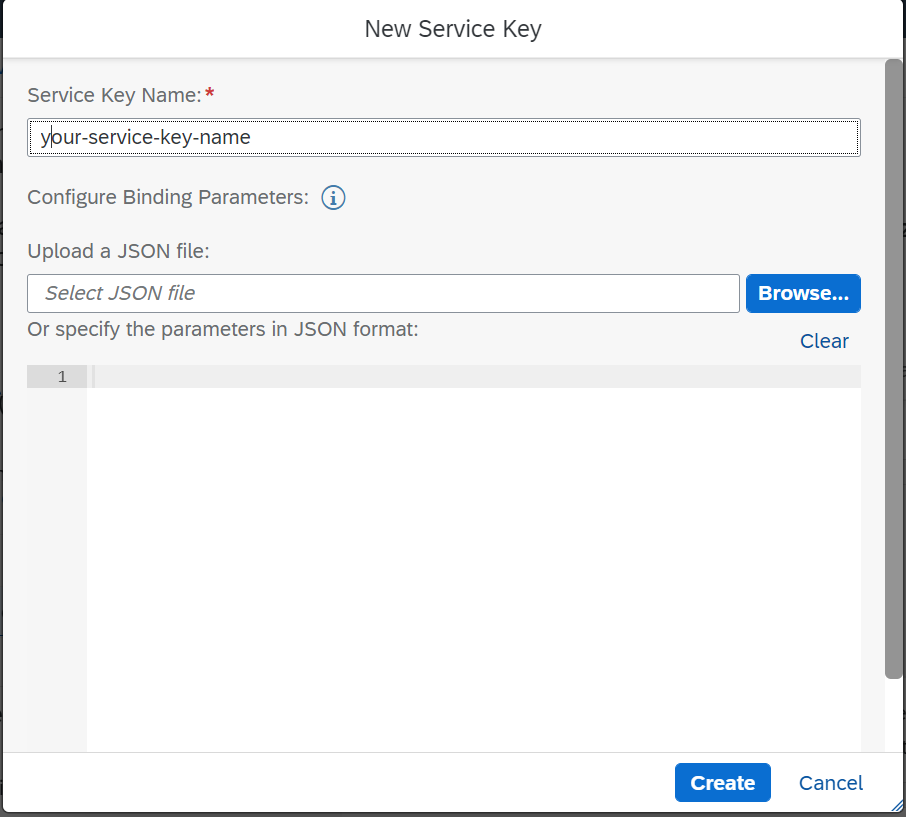 New Service Key
Service Key Name:*
your-service-key-name
Configure Binding Parameters:
Upload a JSON file:
Select JSON file
Browse...
Or specify the parameters in JSON format:
Clear
1
Create
Cancel